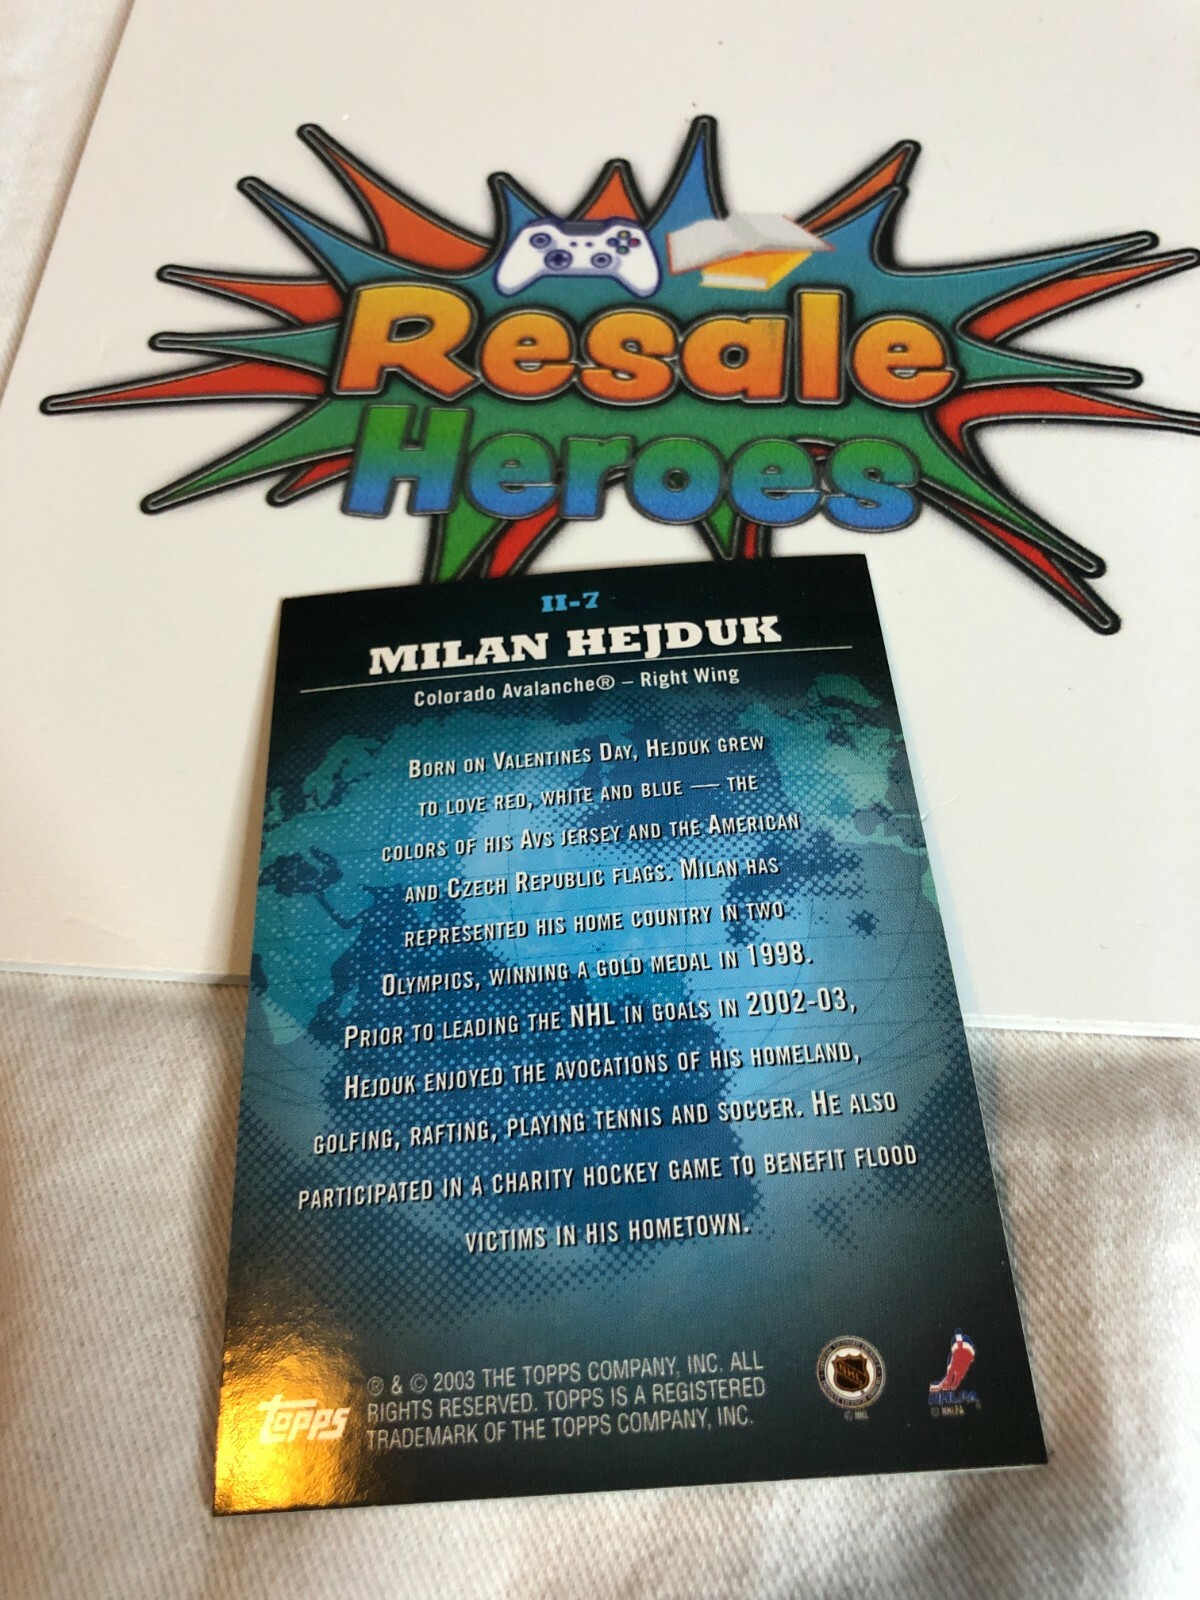 Resale
Heroes
II-7
MILAN HEJDUK
Colorado Avalanche® – Right Wing
BORN ON VALENTINES DAY, HEJDUK GREW
TO LOVE RED, WHITE AND BLUE — THE
COLORS OF HIS AVS JERSEY AND THE AMERICAN
AND CZECH REPUBLIC FLAGS. MILAN HAS
REPRESENTED HIS HOME COUNTRY IN TWO
OLYMPICS, WINNING A GOLD MEDAL IN 1998.
PRIOR TO LEADING THE NHL IN GOALS IN 2002-03,
HEJDUK ENJOYED THE AVOCATIONS OF HIS HOMELAND,
GOLFING, RAFTING, PLAYING TENNIS AND SOCCER. HE ALSO
PARTICIPATED IN A CHARITY HOCKEY GAME TO BENEFIT FLOOD
VICTIMS IN HIS HOMETOWN.
topps
® & © 2003 THE TOPPS COMPANY, INC. ALL
RIGHTS RESERVED. TOPPS IS A REGISTERED
TRADEMARK OF THE TOPPS COMPANY, INC.
NHL
© NHL
NHLPA
© NHLPA